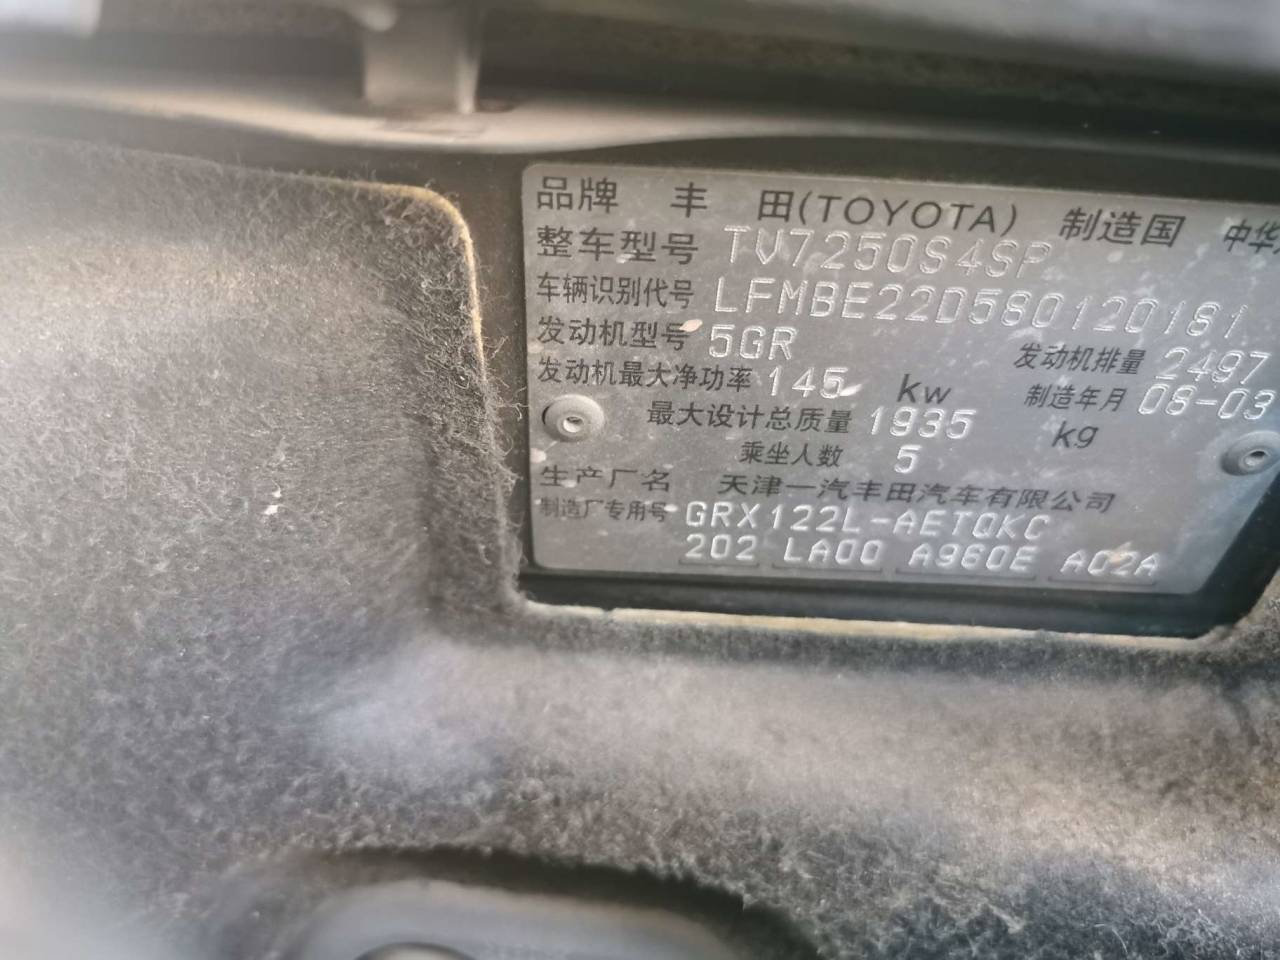 品牌 丰 田(TOYOTA) 制造国 中华
整车型号 TV7250S4SP
车辆识别代号 LFMBE22D580120181
发动机型号 5GR 发动机排量 2497
发动机最大净功率 145 kw 制造年月 08-03
最大设计总质量 1935 kg
乘坐人数 5
生产厂名 天津一汽丰田汽车有限公司
制造厂专用号 GRX122L-AETQKC
202 LA00 A960E A02A